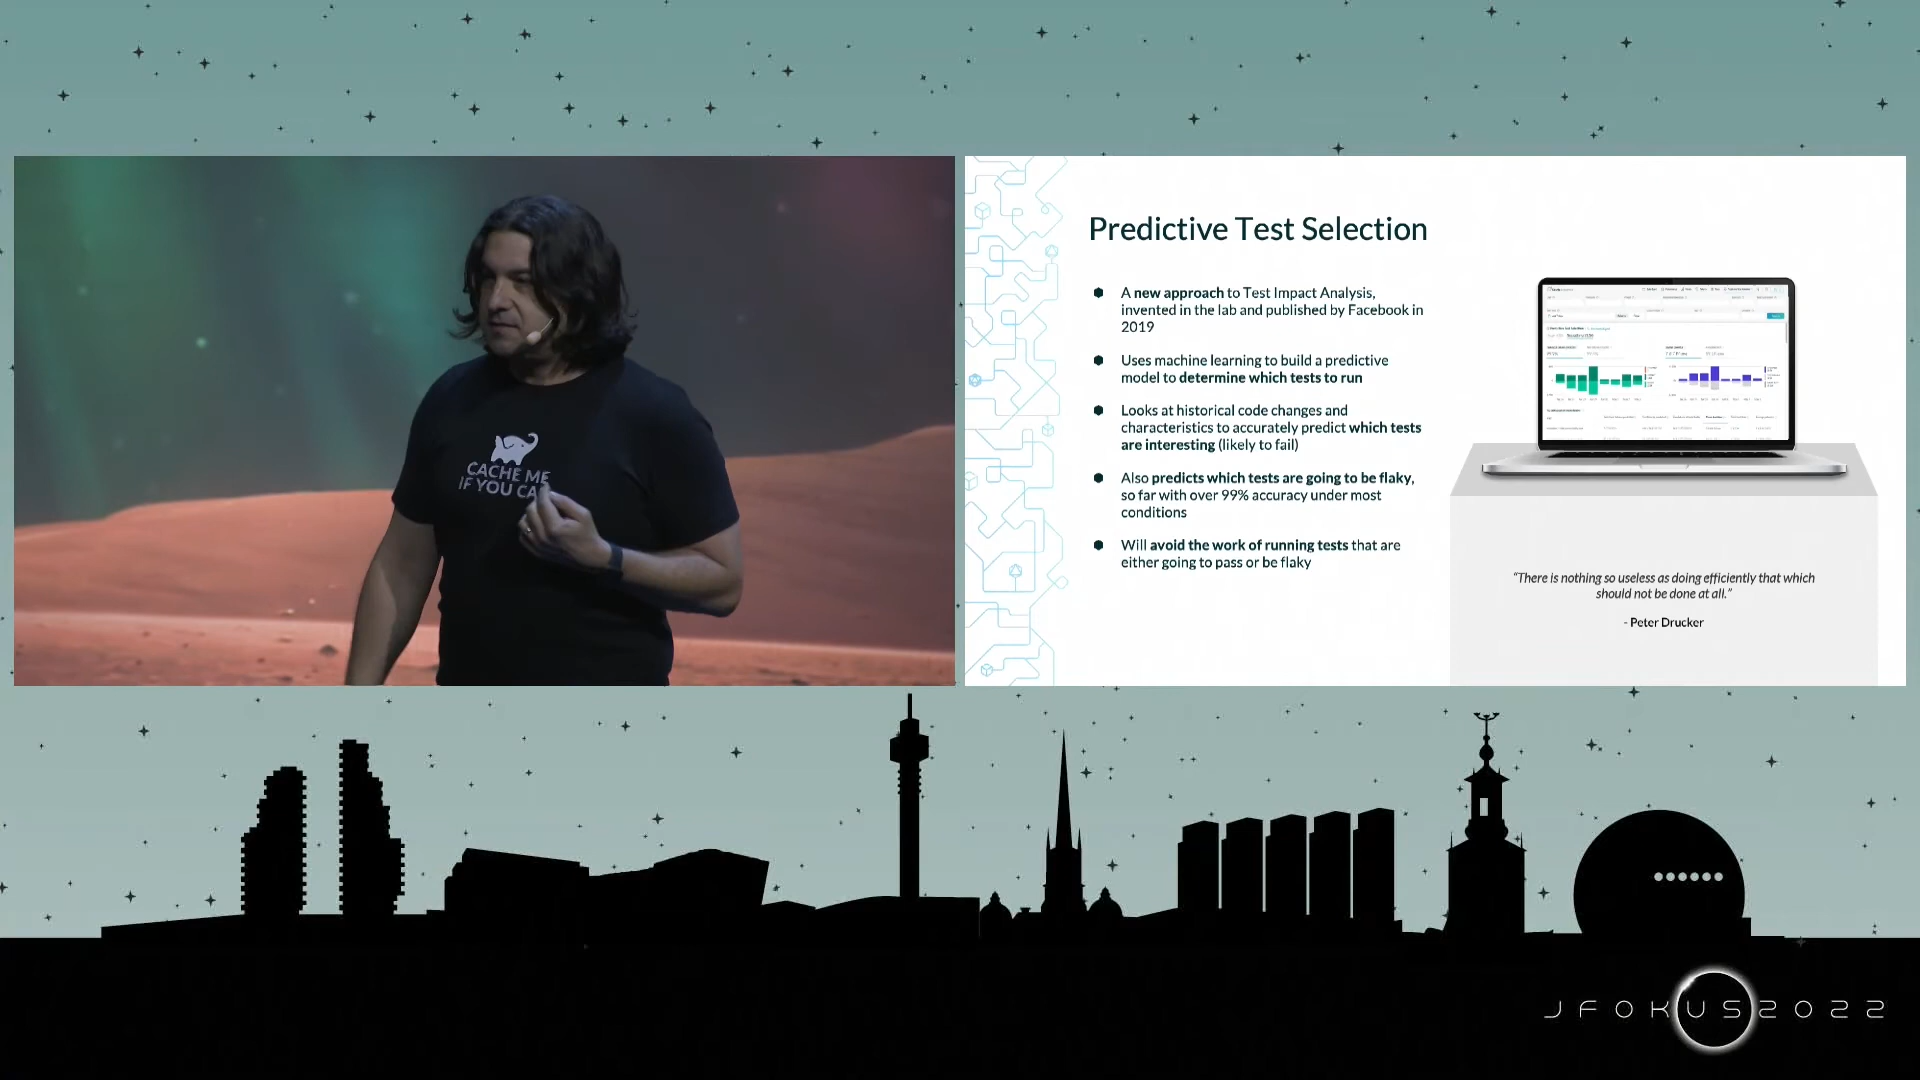 CACHE ME
IF YOU CA
Predictive Test Selection
A new approach to Test Impact Analysis,
invented in the lab and published by Facebook in
2019
Uses machine learning to build a predictive
model to determine which tests to run
Looks at historical code changes and
characteristics to accurately predict which tests
are interesting (likely to fail)
Also predicts which tests are going to be flaky,
so far with over 99% accuracy under most
conditions
Will avoid the work of running tests that are
either going to pass or be flaky
“There is nothing so useless as doing efficiently that which
should not be done at all.”
- Peter Drucker
JFOKUS2022